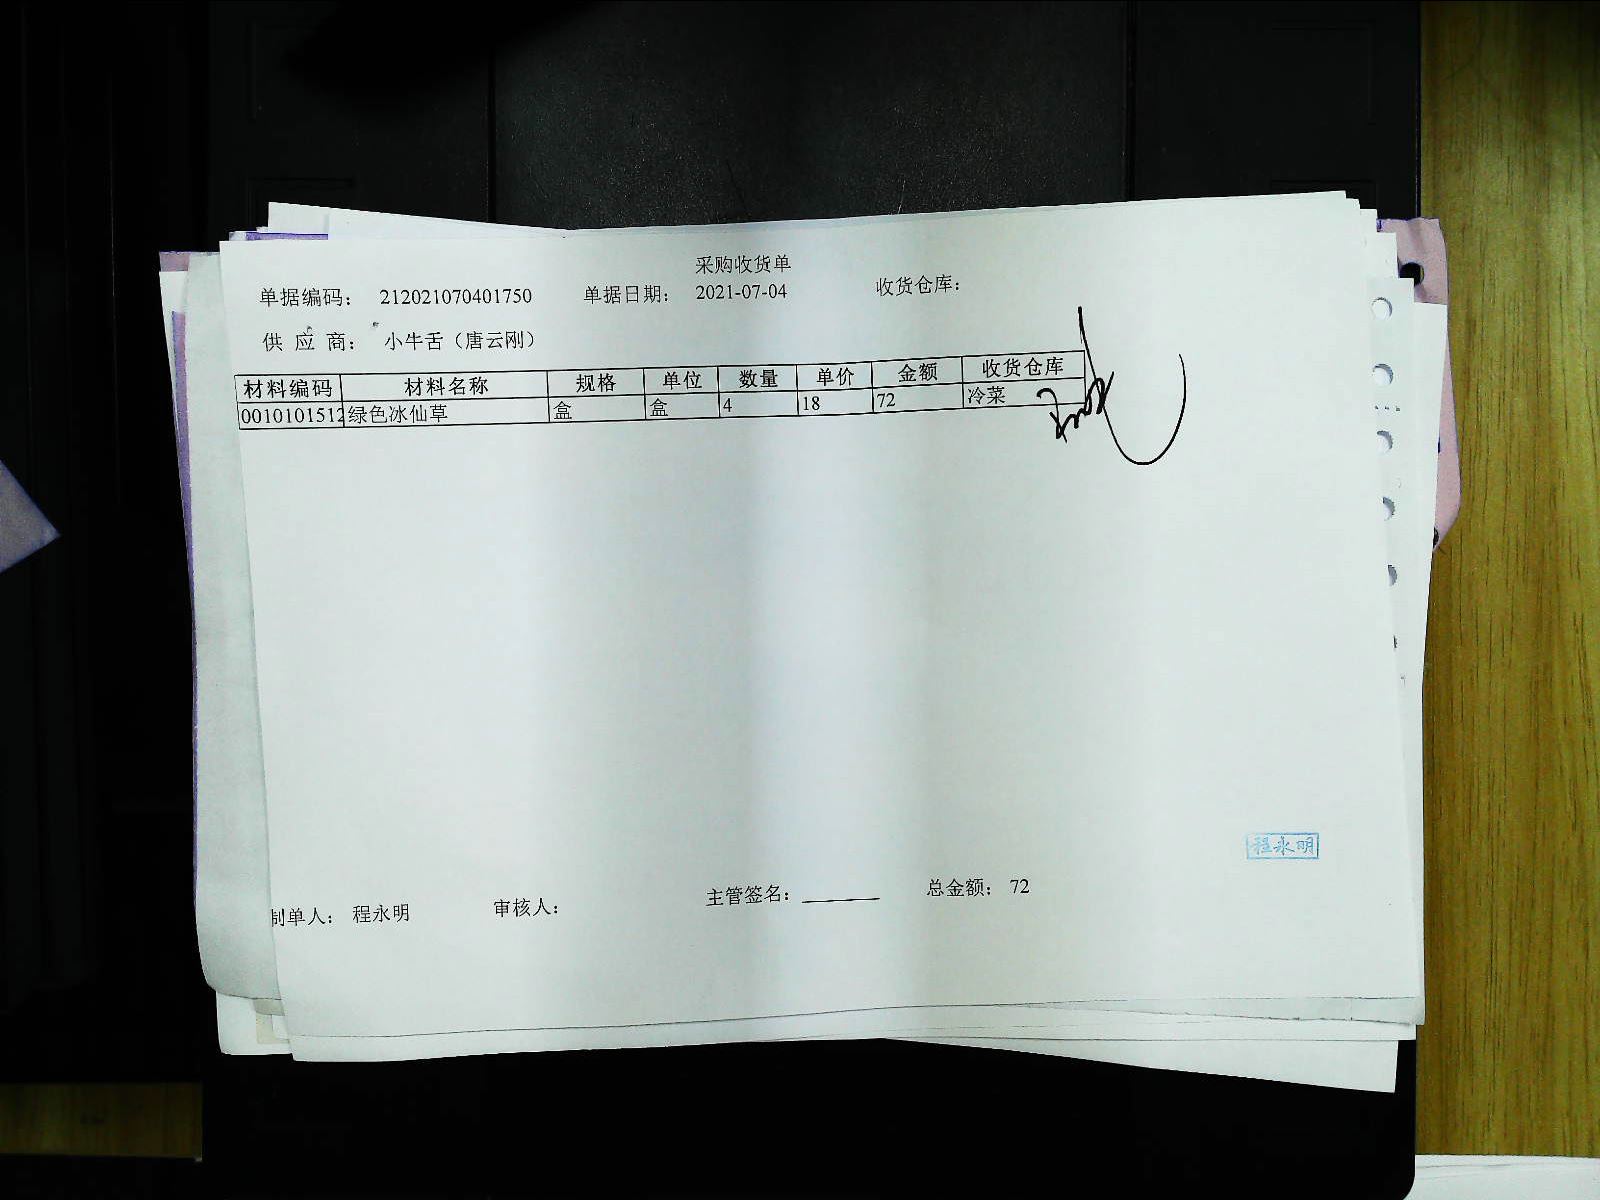 采购收货单
单据编码： 212021070401750 单据日期： 2021-07-04 收货仓库：
供 应 商： 小牛舌（唐云刚）
材料编码 材料名称 规格 单位 数量 单价 金额 收货仓库
0010101512 绿色冰仙草 盒 盒 4 18 72 冷菜
程永明
制单人： 程永明 审核人： 主管签名： 总金额： 72